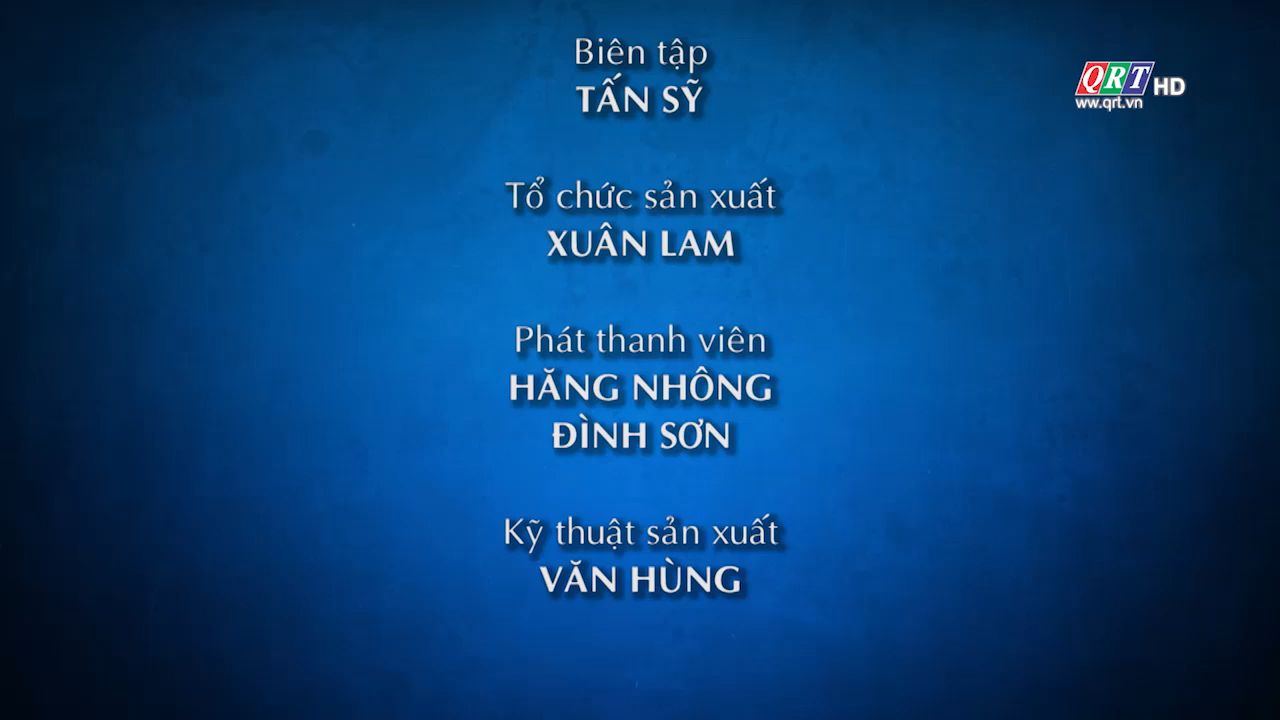 Biên tập
TẤN SỸ
QRT HD
ww.qrt.vn
Tổ chức sản xuất
XUÂN LAM
Phát thanh viên
HĂNG NHÔNG
ĐÌNH SƠN
Kỹ thuật sản xuất
VĂN HÙNG